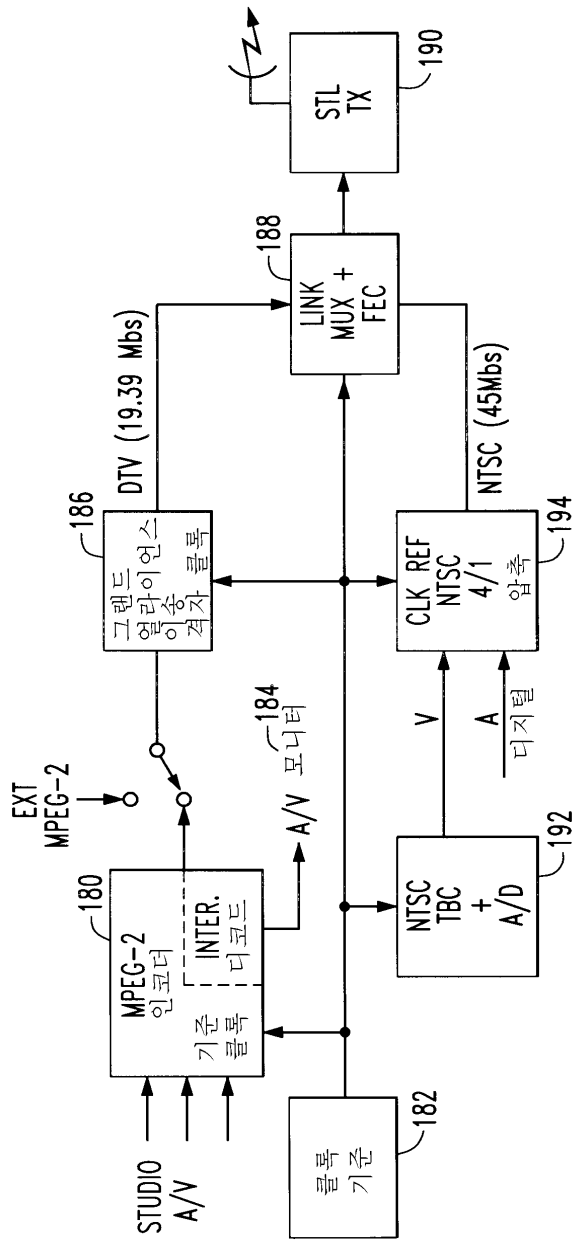 STUDIO
A/V
180
MPEG-2
인코더
INTER.
디코드
기준
클록
EXT
MPEG-2
A/V 모니터
184
186
그랜드
얼라이언스
이송
격자 클록
DTV (19.39 Mbs)
188
LINK
MUX +
FEC
STL
TX
190
클록
기준
182
NTSC
TBC
+
A/D
192
V
A
디지털
CLK REF
NTSC
4/1
압축
194
NTSC (45Mbs)